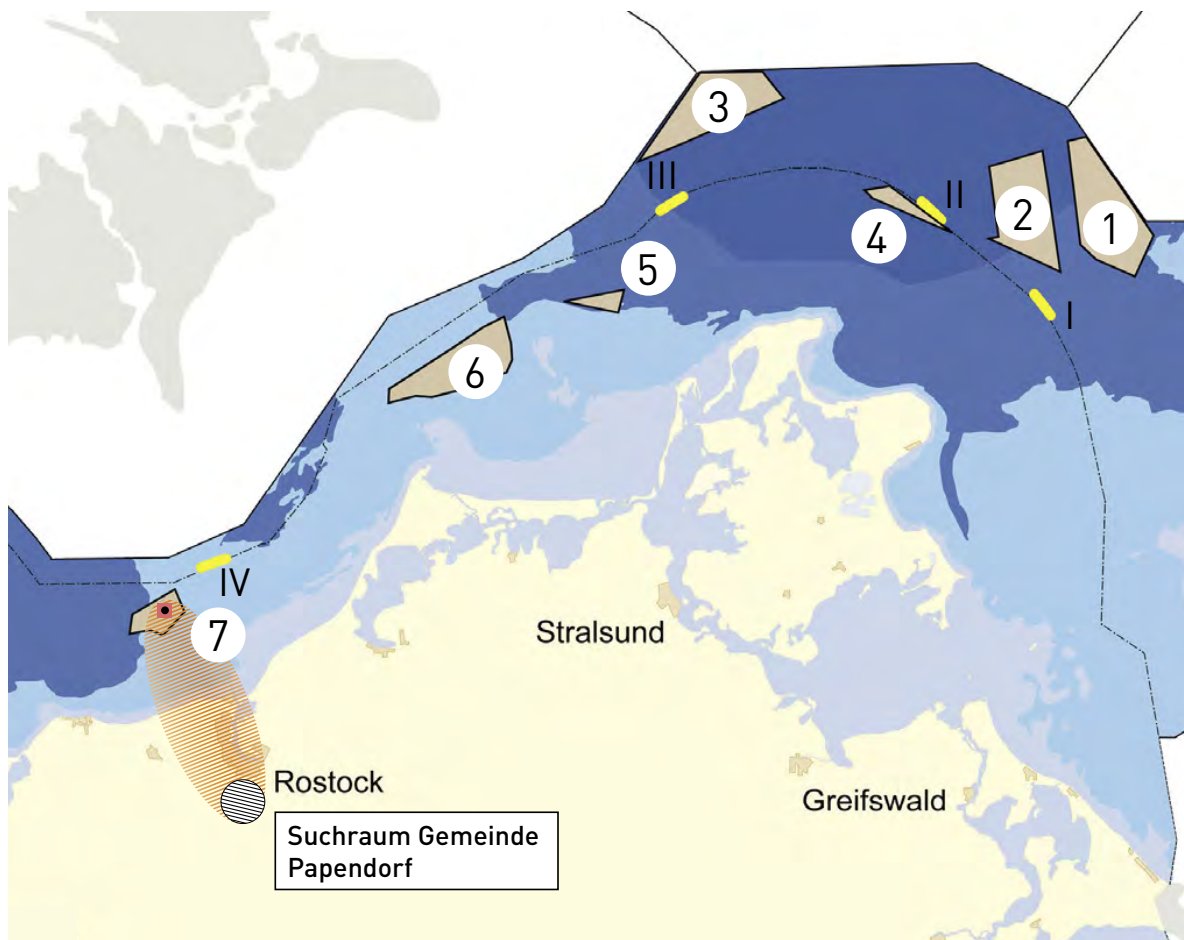 3
III
II
2
1
4
5
I
6
IV
7
Stralsund
Rostock
Greifswald
Suchraum Gemeinde
Papendorf